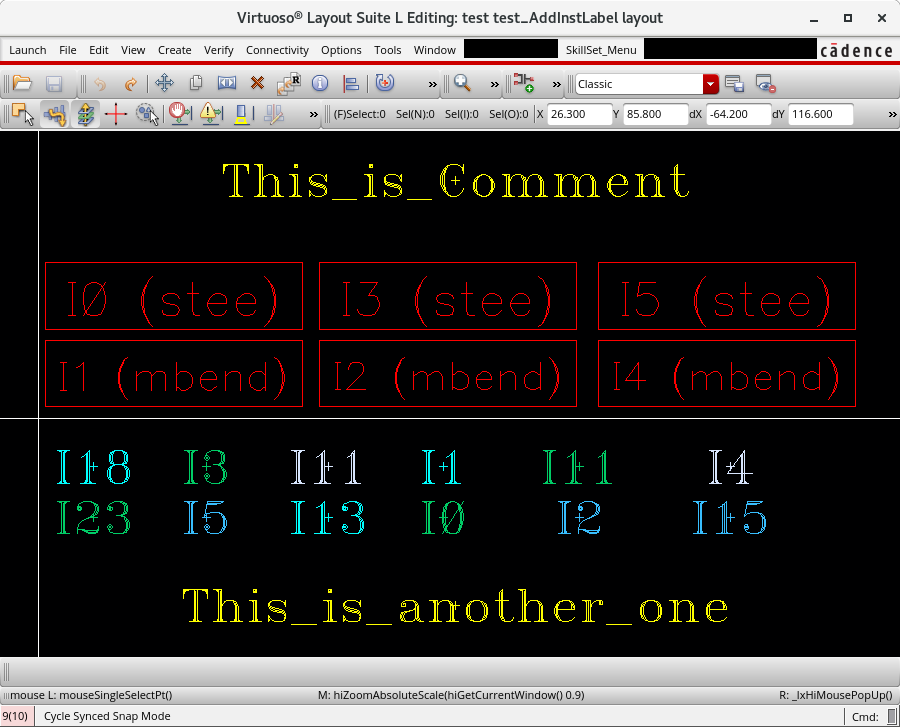 Virtuoso® Layout Suite L Editing: test test_AddInstLabel layout
Launch File Edit View Create Verify Connectivity Options Tools Window SkillSet_Menu cādence
R Classic
(F)Select:0 Sel(N):0 Sel(I):0 Sel(O):0 X 26.300 Y 85.800 dX -64.200 dY 116.600
This_is_Comment
I0 (stee) I3 (stee) I5 (stee)
I1 (mbend) I2 (mbend) I4 (mbend)
I18 I3 I11 I1 I11 I4
I23 I5 I13 I0 I2 I15
This_is_another_one
mouse L: mouseSingleSelectPt() M: hiZoomAbsoluteScale(hiGetCurrentWindow() 0.9) R: _lxHiMousePopUp()
9(10) Cycle Synced Snap Mode Cmd: